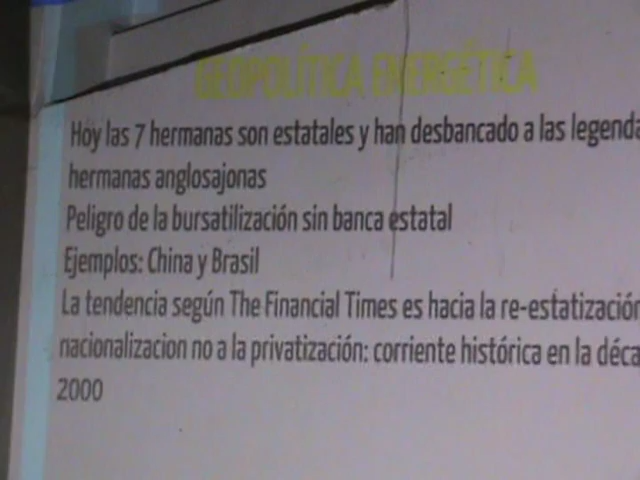 GEOPOLÍTICA ENERGÉTICA
Hoy las 7 hermanas son estatales y han desbancado a las
hermanas anglosajonas
Peligro de la bursatilización sin banca estatal
Ejemplos: China y Brasil
La tendencia según The Financial Times es hacia la re-estatización
nacionalizacion no a la privatización: corriente histórica en la
2000